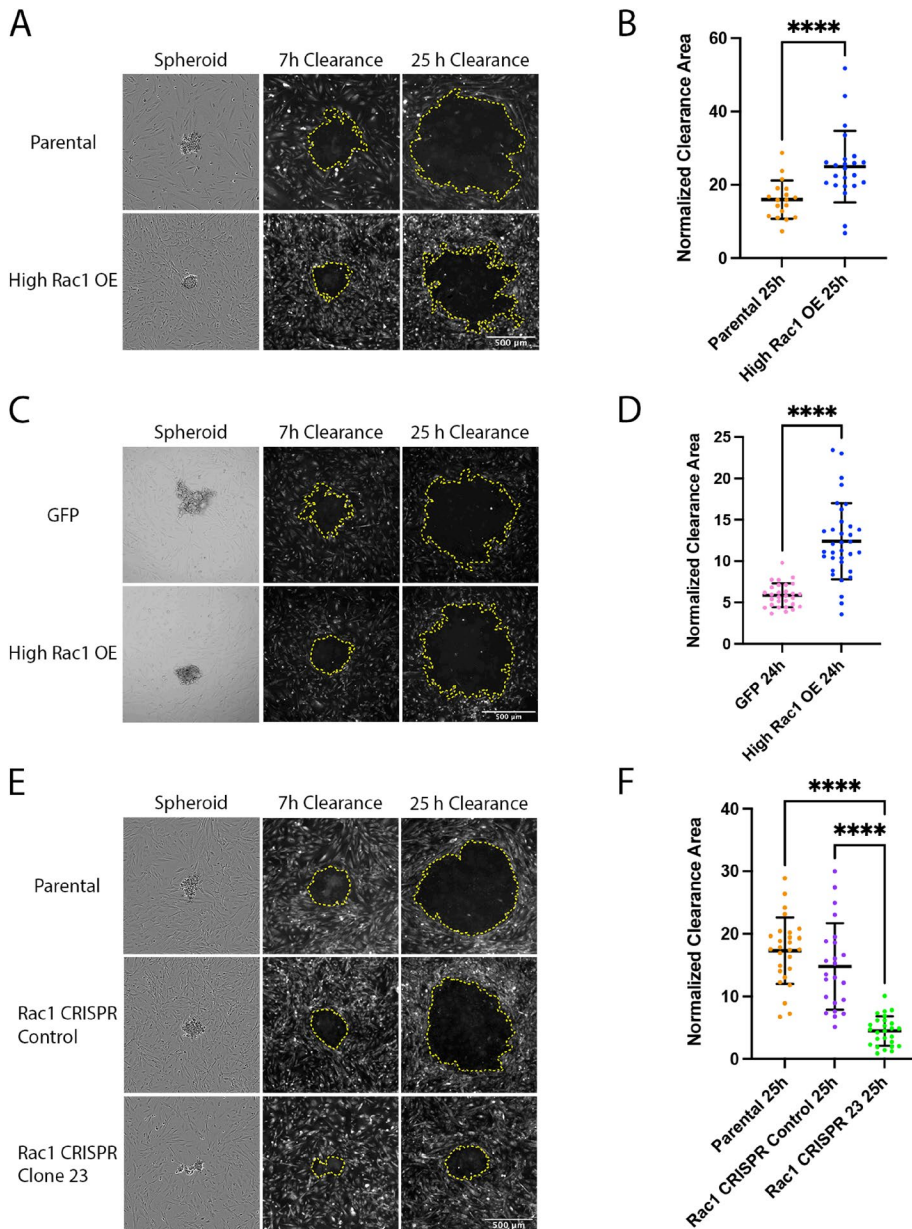 A
Spheroid 7h Clearance 25 h Clearance
Parental
High Rac1 OE
500 µm
B
****
Normalized Clearance Area
60
40
20
0
Parental 25h
High Rac1 OE 25h
C
Spheroid 7h Clearance 25 h Clearance
GFP
High Rac1 OE
500 µm
D
****
Normalized Clearance Area
25
20
15
10
5
0
GFP 24h
High Rac1 OE 24h
E
Spheroid 7h Clearance 25 h Clearance
Parental
Rac1 CRISPR
Control
Rac1 CRISPR
Clone 23
500 µm
F
****
****
Normalized Clearance Area
40
30
20
10
0
Parental 25h
Rac1 CRISPR Control 25h
Rac1 CRISPR 23 25h